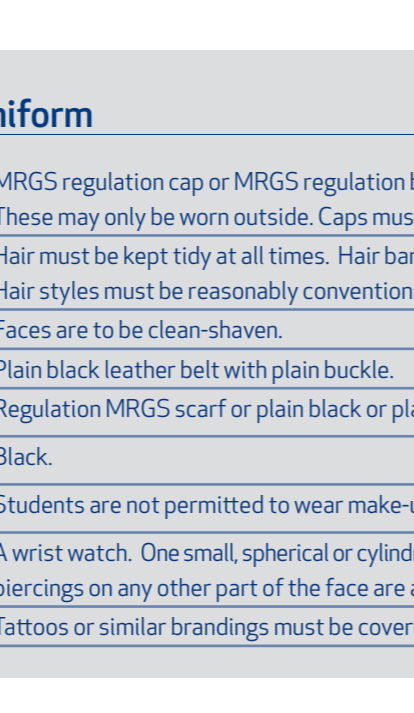 niform
MRGS regulation cap or MRGS regulation b
These may only be worn outside. Caps mus
Hair must be kept tidy at all times. Hair bar
Hair styles must be reasonably convention
Faces are to be clean-shaven.
Plain black leather belt with plain buckle.
Regulation MRGS scarf or plain black or pla
Black.
Students are not permitted to wear make-u
A wrist watch. One small, spherical or cylindr
piercings on any other part of the face are a
Tattoos or similar brandings must be cover